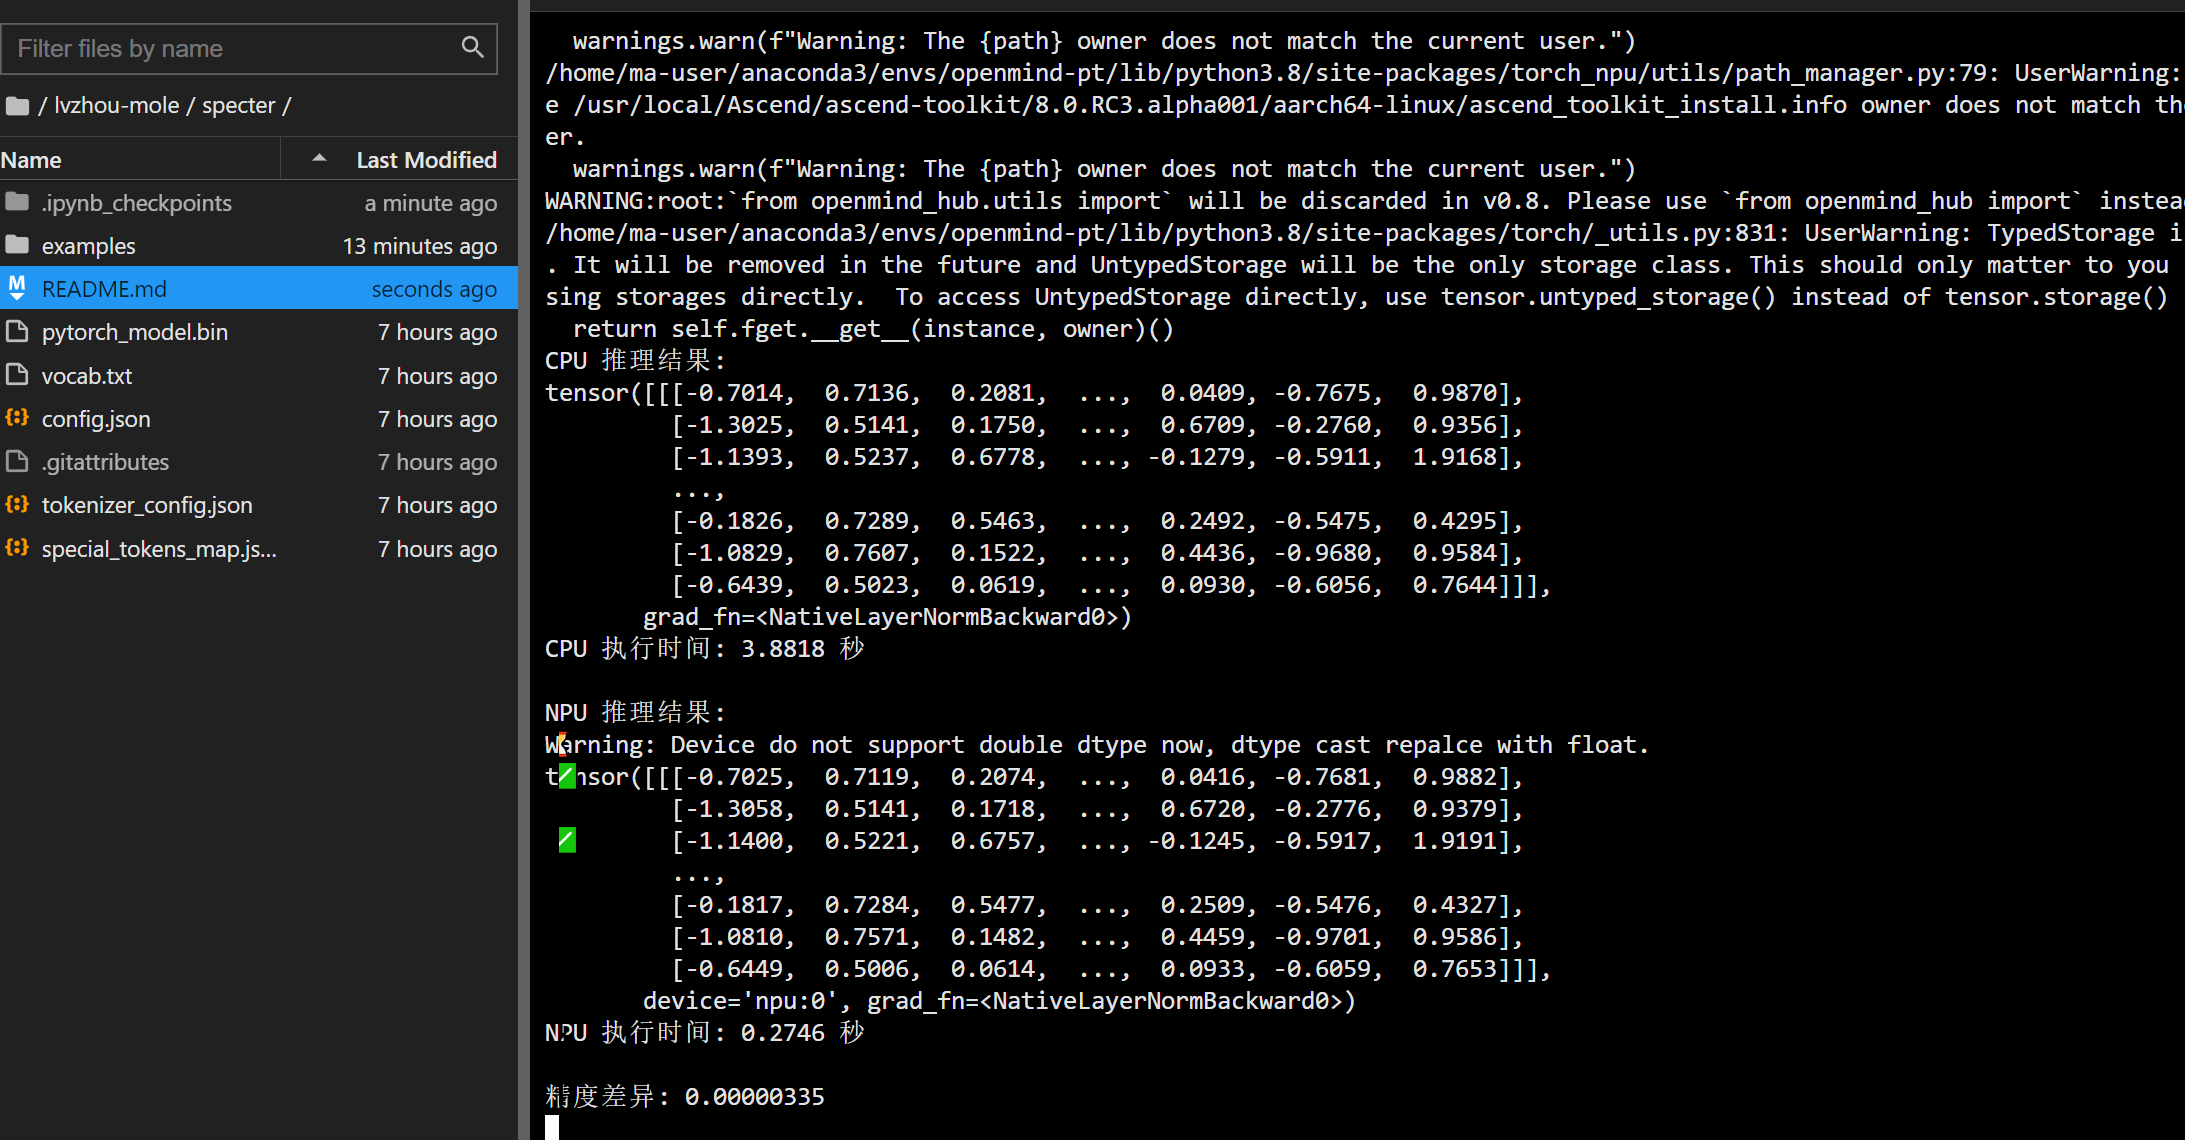 Filter files by name
/ lvzhou-mole / specter /
Name Last Modified
.ipynb_checkpoints a minute ago
examples 13 minutes ago
README.md seconds ago
pytorch_model.bin 7 hours ago
vocab.txt 7 hours ago
config.json 7 hours ago
.gitattributes 7 hours ago
tokenizer_config.json 7 hours ago
special_tokens_map.js... 7 hours ago
warnings.warn(f"Warning: The {path} owner does not match the current user.")
/home/ma-user/anaconda3/envs/openmind-pt/lib/python3.8/site-packages/torch_npu/utils/path_manager.py:79: UserWarning:
e /usr/local/Ascend/ascend-toolkit/8.0.RC3.alpha001/aarch64-linux/ascend_toolkit_install.info owner does not match th
er.
warnings.warn(f"Warning: The {path} owner does not match the current user.")
WARNING:root:`from openmind_hub.utils import` will be discarded in v0.8. Please use `from openmind_hub import` instea
/home/ma-user/anaconda3/envs/openmind-pt/lib/python3.8/site-packages/torch/_utils.py:831: UserWarning: TypedStorage i
. It will be removed in the future and UntypedStorage will be the only storage class. This should only matter to you
sing storages directly.  To access UntypedStorage directly, use tensor.untyped_storage() instead of tensor.storage()
return self.fget.__get__(instance, owner)()
CPU 推理结果:
tensor([[[-0.7014,  0.7136,  0.2081,  ...,  0.0409, -0.7675,  0.9870],
[-1.3025,  0.5141,  0.1750,  ...,  0.6709, -0.2760,  0.9356],
[-1.1393,  0.5237,  0.6778,  ..., -0.1279, -0.5911,  1.9168],
...,
[-0.1826,  0.7289,  0.5463,  ...,  0.2492, -0.5475,  0.4295],
[-1.0829,  0.7607,  0.1522,  ...,  0.4436, -0.9680,  0.9584],
[-0.6439,  0.5023,  0.0619,  ...,  0.0930, -0.6056,  0.7644]]],
grad_fn=<NativeLayerNormBackward0>)
CPU 执行时间: 3.8818 秒
NPU 推理结果:
Warning: Device do not support double dtype now, dtype cast repalce with float.
tensor([[[-0.7025,  0.7119,  0.2074,  ...,  0.0416, -0.7681,  0.9882],
[-1.3058,  0.5141,  0.1718,  ...,  0.6720, -0.2776,  0.9379],
[-1.1400,  0.5221,  0.6757,  ..., -0.1245, -0.5917,  1.9191],
...,
[-0.1817,  0.7284,  0.5477,  ...,  0.2509, -0.5476,  0.4327],
[-1.0810,  0.7571,  0.1482,  ...,  0.4459, -0.9701,  0.9586],
[-0.6449,  0.5006,  0.0614,  ...,  0.0933, -0.6059,  0.7653]]],
device='npu:0', grad_fn=<NativeLayerNormBackward0>)
NPU 执行时间: 0.2746 秒
精度差异: 0.00000335